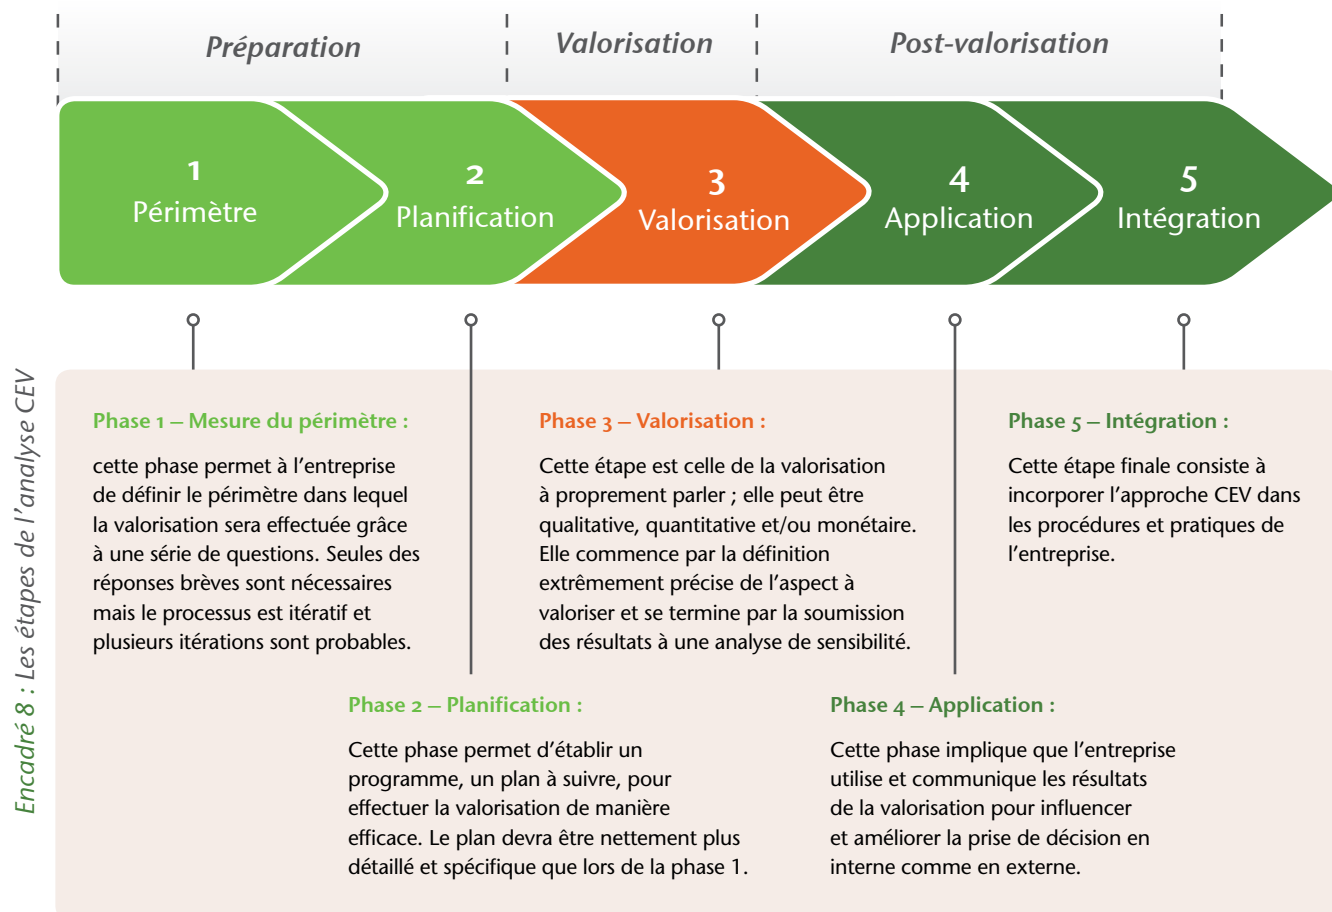 Préparation
Valorisation
Post-valorisation
1
Périmètre
2
Planification
3
Valorisation
4
Application
5
Intégration
Encadré 8 : Les étapes de l'analyse CEV
Phase 1 – Mesure du périmètre :
cette phase permet à l'entreprise
de définir le périmètre dans lequel
la valorisation sera effectuée grâce
à une série de questions. Seules des
réponses brèves sont nécessaires
mais le processus est itératif et
plusieurs itérations sont probables.
Phase 2 – Planification :
Cette phase permet d'établir un
programme, un plan à suivre, pour
effectuer la valorisation de manière
efficace. Le plan devra être nettement plus
détaillé et spécifique que lors de la phase 1.
Phase 3 – Valorisation :
Cette étape est celle de la valorisation
à proprement parler ; elle peut être
qualitative, quantitative et/ou monétaire.
Elle commence par la définition
extrêmement précise de l'aspect à
valoriser et se termine par la soumission
des résultats à une analyse de sensibilité.
Phase 4 – Application :
Cette phase implique que l'entreprise
utilise et communique les résultats
de la valorisation pour influencer
et améliorer la prise de décision en
interne comme en externe.
Phase 5 – Intégration :
Cette étape finale consiste à
incorporer l'approche CEV dans
les procédures et pratiques de
l'entreprise.